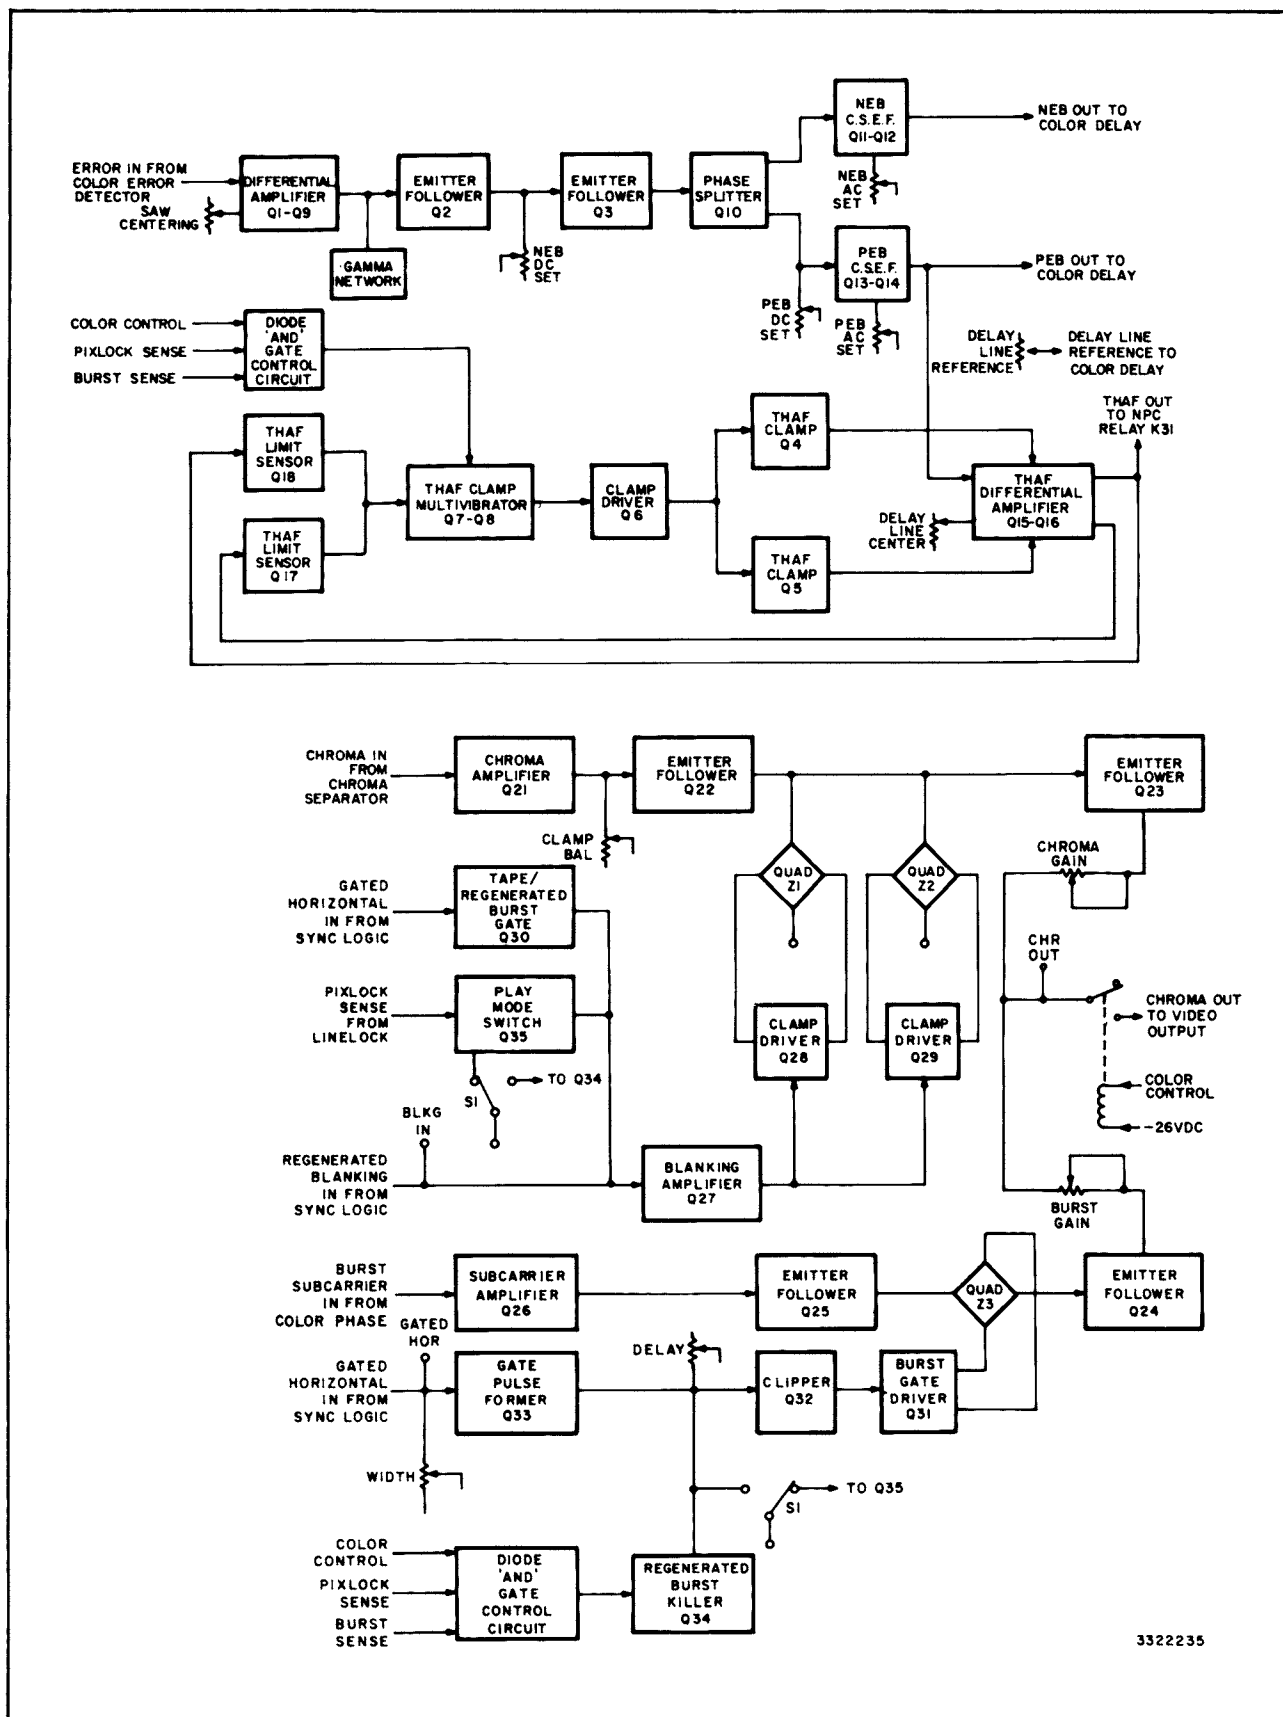 NEB
C.S.E.F.
Q11-Q12
NEB OUT TO
COLOR DELAY
ERROR IN FROM
COLOR ERROR
DETECTOR
SAW
CENTERING
DIFFERENTIAL
AMPLIFIER
Q1-Q9
EMITTER
FOLLOWER
Q2
EMITTER
FOLLOWER
Q3
PHASE
SPLITTER
Q10
NEB
AC
SET
GAMMA
NETWORK
NEB
DC
SET
PEB
C.S.E.F.
Q13-Q14
PEB OUT TO
COLOR DELAY
PEB
DC
SET
PEB
AC
SET
COLOR CONTROL
PIXLOCK SENSE
BURST SENSE
DIODE
'AND'
GATE
CONTROL
CIRCUIT
DELAY
LINE
REFERENCE
DELAY LINE
REFERENCE TO
COLOR DELAY
THAF OUT
TO NPC
RELAY K31
THAF
LIMIT
SENSOR
Q18
THAF
LIMIT
SENSOR
Q17
THAF CLAMP
MULTIVIBRATOR
Q7-Q8
CLAMP
DRIVER
Q6
THAF
CLAMP
Q4
THAF
CLAMP
Q5
DELAY
LINE
CENTER
THAF
DIFFERENTIAL
AMPLIFIER
Q15-Q16
CHROMA IN
FROM
CHROMA
SEPARATOR
CHROMA
AMPLIFIER
Q21
EMITTER
FOLLOWER
Q22
EMITTER
FOLLOWER
Q23
CLAMP
BAL
QUAD
Z1
QUAD
Z2
CHROMA
GAIN
GATED
HORIZONTAL
IN FROM
SYNC LOGIC
TAPE/
REGENERATED
BURST
GATE
Q30
PIXLOCK
SENSE
FROM
LINELOCK
PLAY
MODE
SWITCH
Q35
S1
TO Q34
CLAMP
DRIVER
Q28
CLAMP
DRIVER
Q29
CHR
OUT
CHROMA OUT
TO VIDEO
OUTPUT
COLOR
CONTROL
-26VDC
BLKG
IN
REGENERATED
BLANKING
IN FROM
SYNC LOGIC
BLANKING
AMPLIFIER
Q27
BURST
GAIN
BURST
SUBCARRIER
IN FROM
COLOR PHASE
SUBCARRIER
AMPLIFIER
Q26
EMITTER
FOLLOWER
Q25
QUAD
Z3
EMITTER
FOLLOWER
Q24
GATED
HOR
GATED
HORIZONTAL
IN FROM
SYNC LOGIC
GATE
PULSE
FORMER
Q33
DELAY
CLIPPER
Q32
BURST
GATE
DRIVER
Q31
WIDTH
S1
TO Q35
COLOR
CONTROL
PIXLOCK
SENSE
BURST
SENSE
DIODE
'AND'
GATE
CONTROL
CIRCUIT
REGENERATED
BURST
KILLER
Q34
3322235